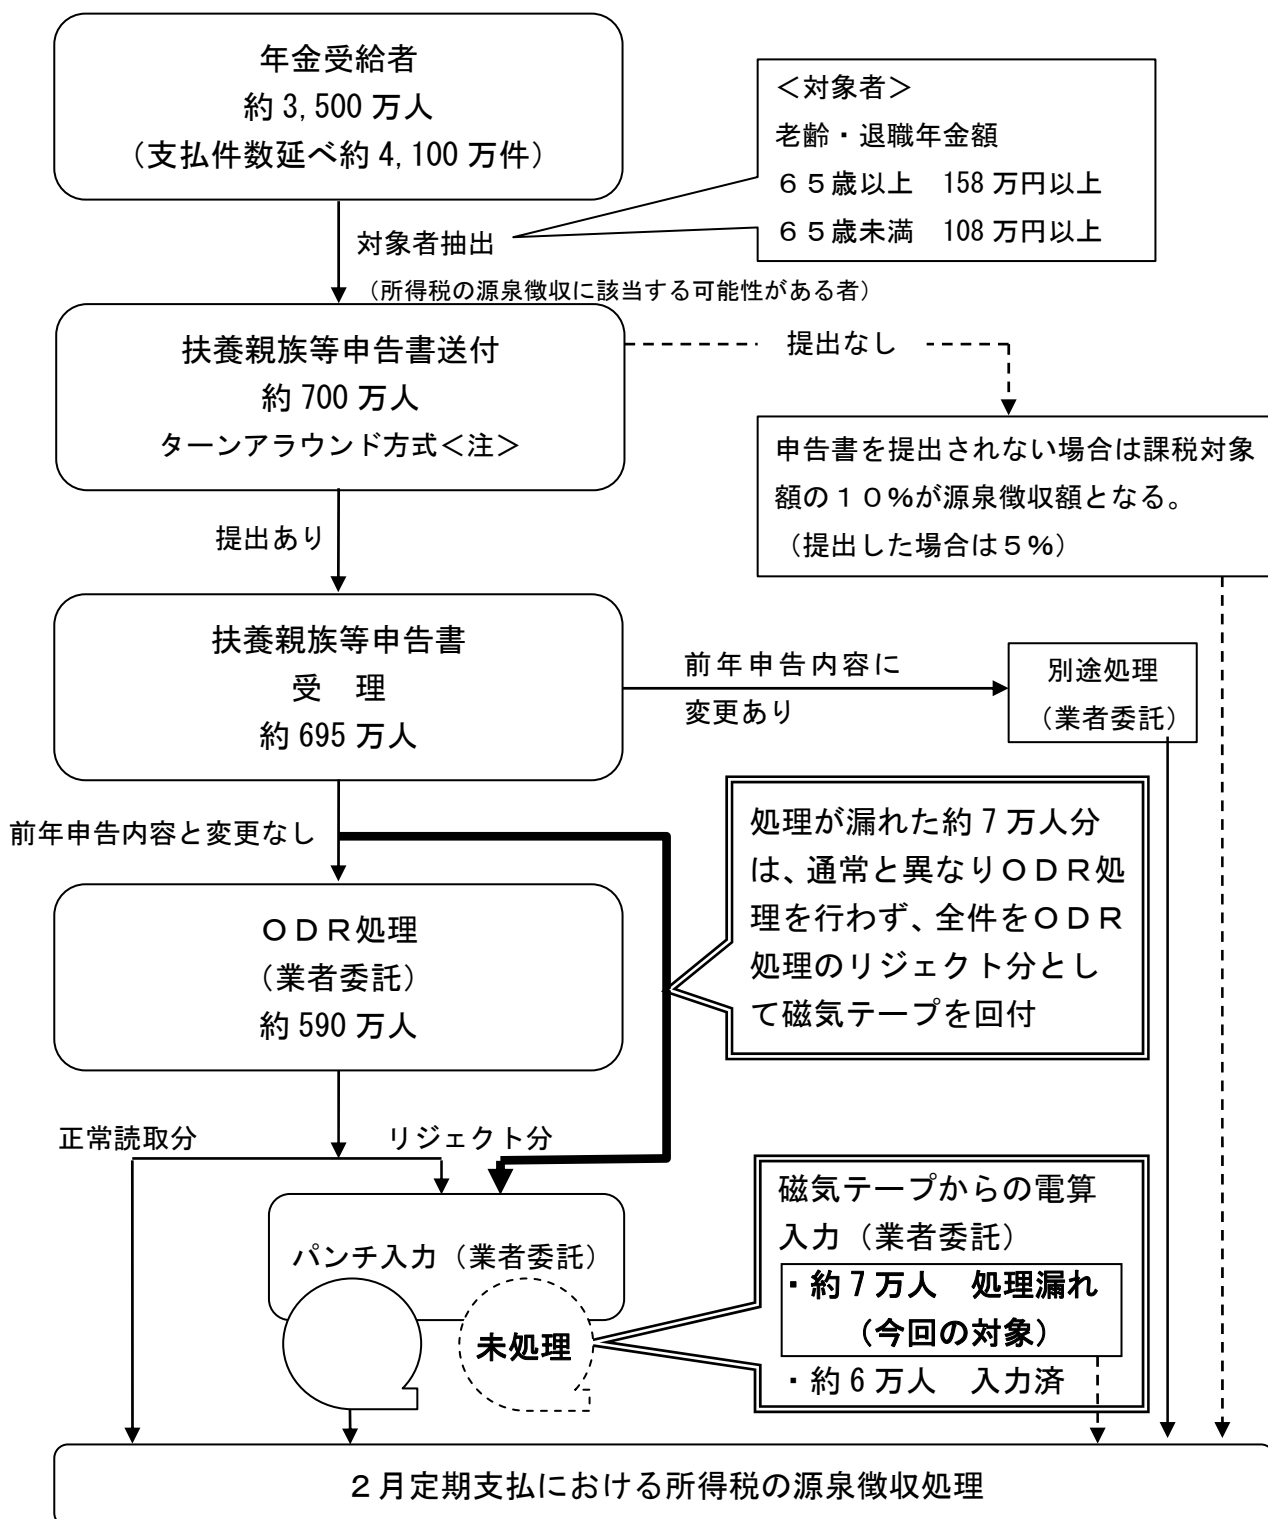 年金受給者
約3,500万人
（支払件数延べ約4,100万件）
＜対象者＞
老齢・退職年金額
６５歳以上　158万円以上
６５歳未満　108万円以上
対象者抽出
（所得税の源泉徴収に該当する可能性がある者）
扶養親族等申告書送付
約700万人
ターンアラウンド方式＜注＞
提出なし
申告書を提出されない場合は課税対象
額の１０％が源泉徴収額となる。
（提出した場合は５％）
提出あり
扶養親族等申告書
受　理
約695万人
前年申告内容に
変更あり
別途処理
（業者委託）
前年申告内容と変更なし
処理が漏れた約７万人分
は、通常と異なりＯＤＲ処
理を行わず、全件をＯＤＲ
処理のリジェクト分とし
て磁気テープを回付
ＯＤＲ処理
（業者委託）
約590万人
正常読取分
リジェクト分
パンチ入力（業者委託）
未処理
磁気テープからの電算
入力（業者委託）
・約７万人　処理漏れ
（今回の対象）
・約６万人　入力済
２月定期支払における所得税の源泉徴収処理